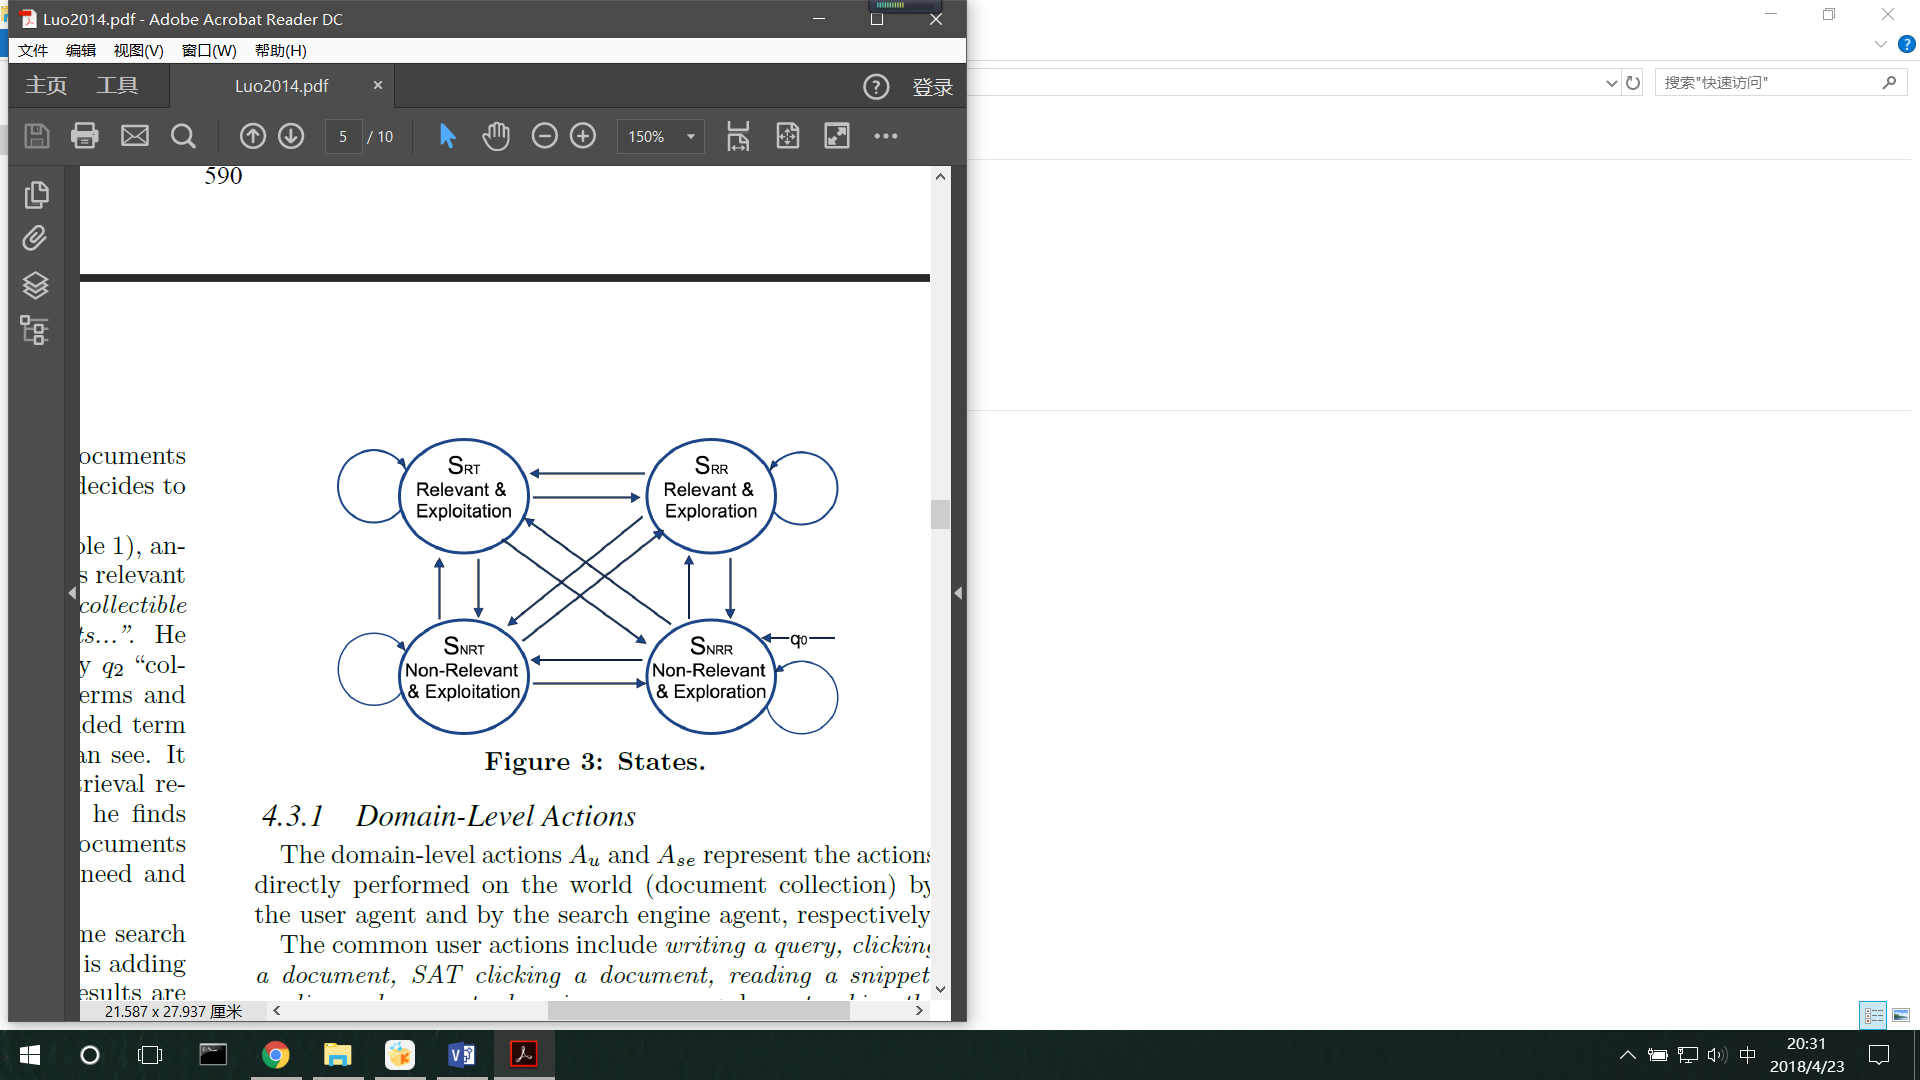 Luo2014.pdf - Adobe Acrobat Reader DC
文件 编辑 视图(V) 窗口(W) 帮助(H)
主页 工具 Luo2014.pdf × ? 登录
5 / 10 150%
搜索"快速访问"
590
ocuments
decides to
ble 1), an-
s relevant
collectible
ts...". He
y q2 "col-
erms and
ded term
an see. It
trieval re-
he finds
ocuments
need and
me search
is adding
esults are
SRT
Relevant &
Exploitation
SRR
Relevant &
Exploration
SNRT
Non-Relevant
& Exploitation
SNRR
Non-Relevant
& Exploration
q0
Figure 3: States.
4.3.1 Domain-Level Actions
The domain-level actions Au and Ase represent the actions
directly performed on the world (document collection) by
the user agent and by the search engine agent, respectively
The common user actions include writing a query, clicking
a document, SAT clicking a document, reading a snippet
21.587 x 27.937 厘米
中
20:31
2018/4/23